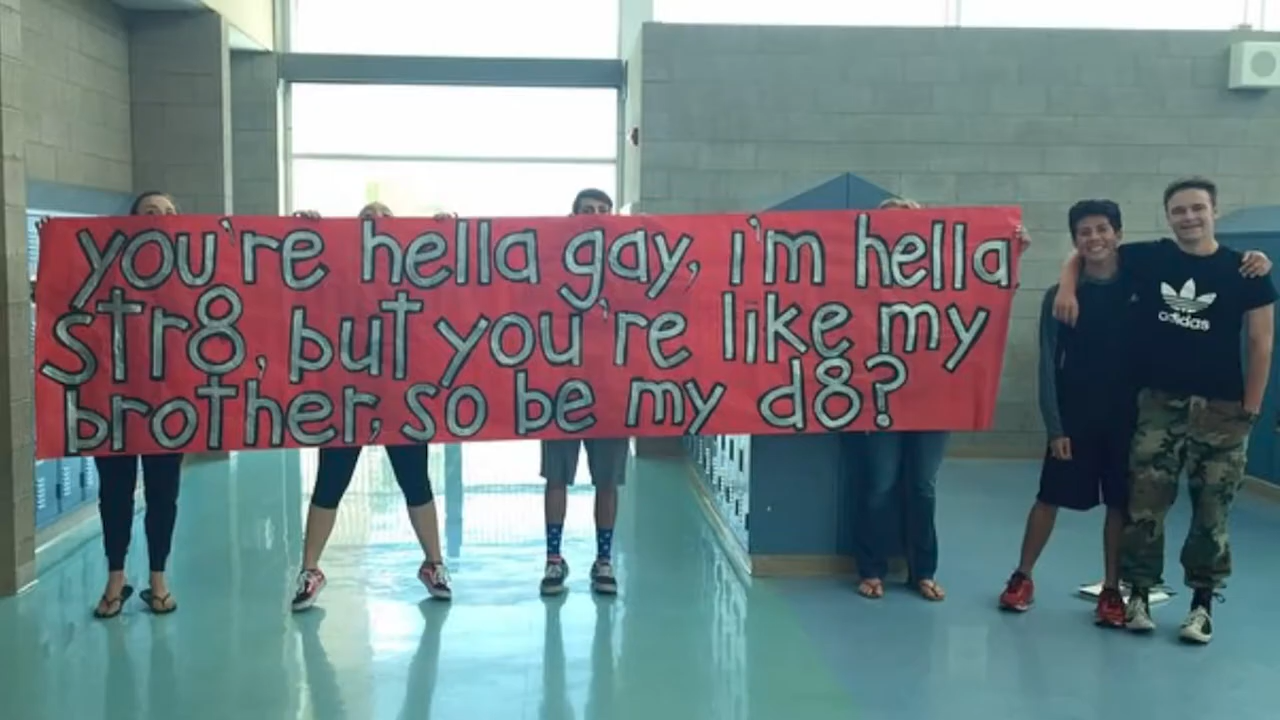 you're hella gay, i'm hella
str8, but you're like my
brother, so be my d8?
adidas